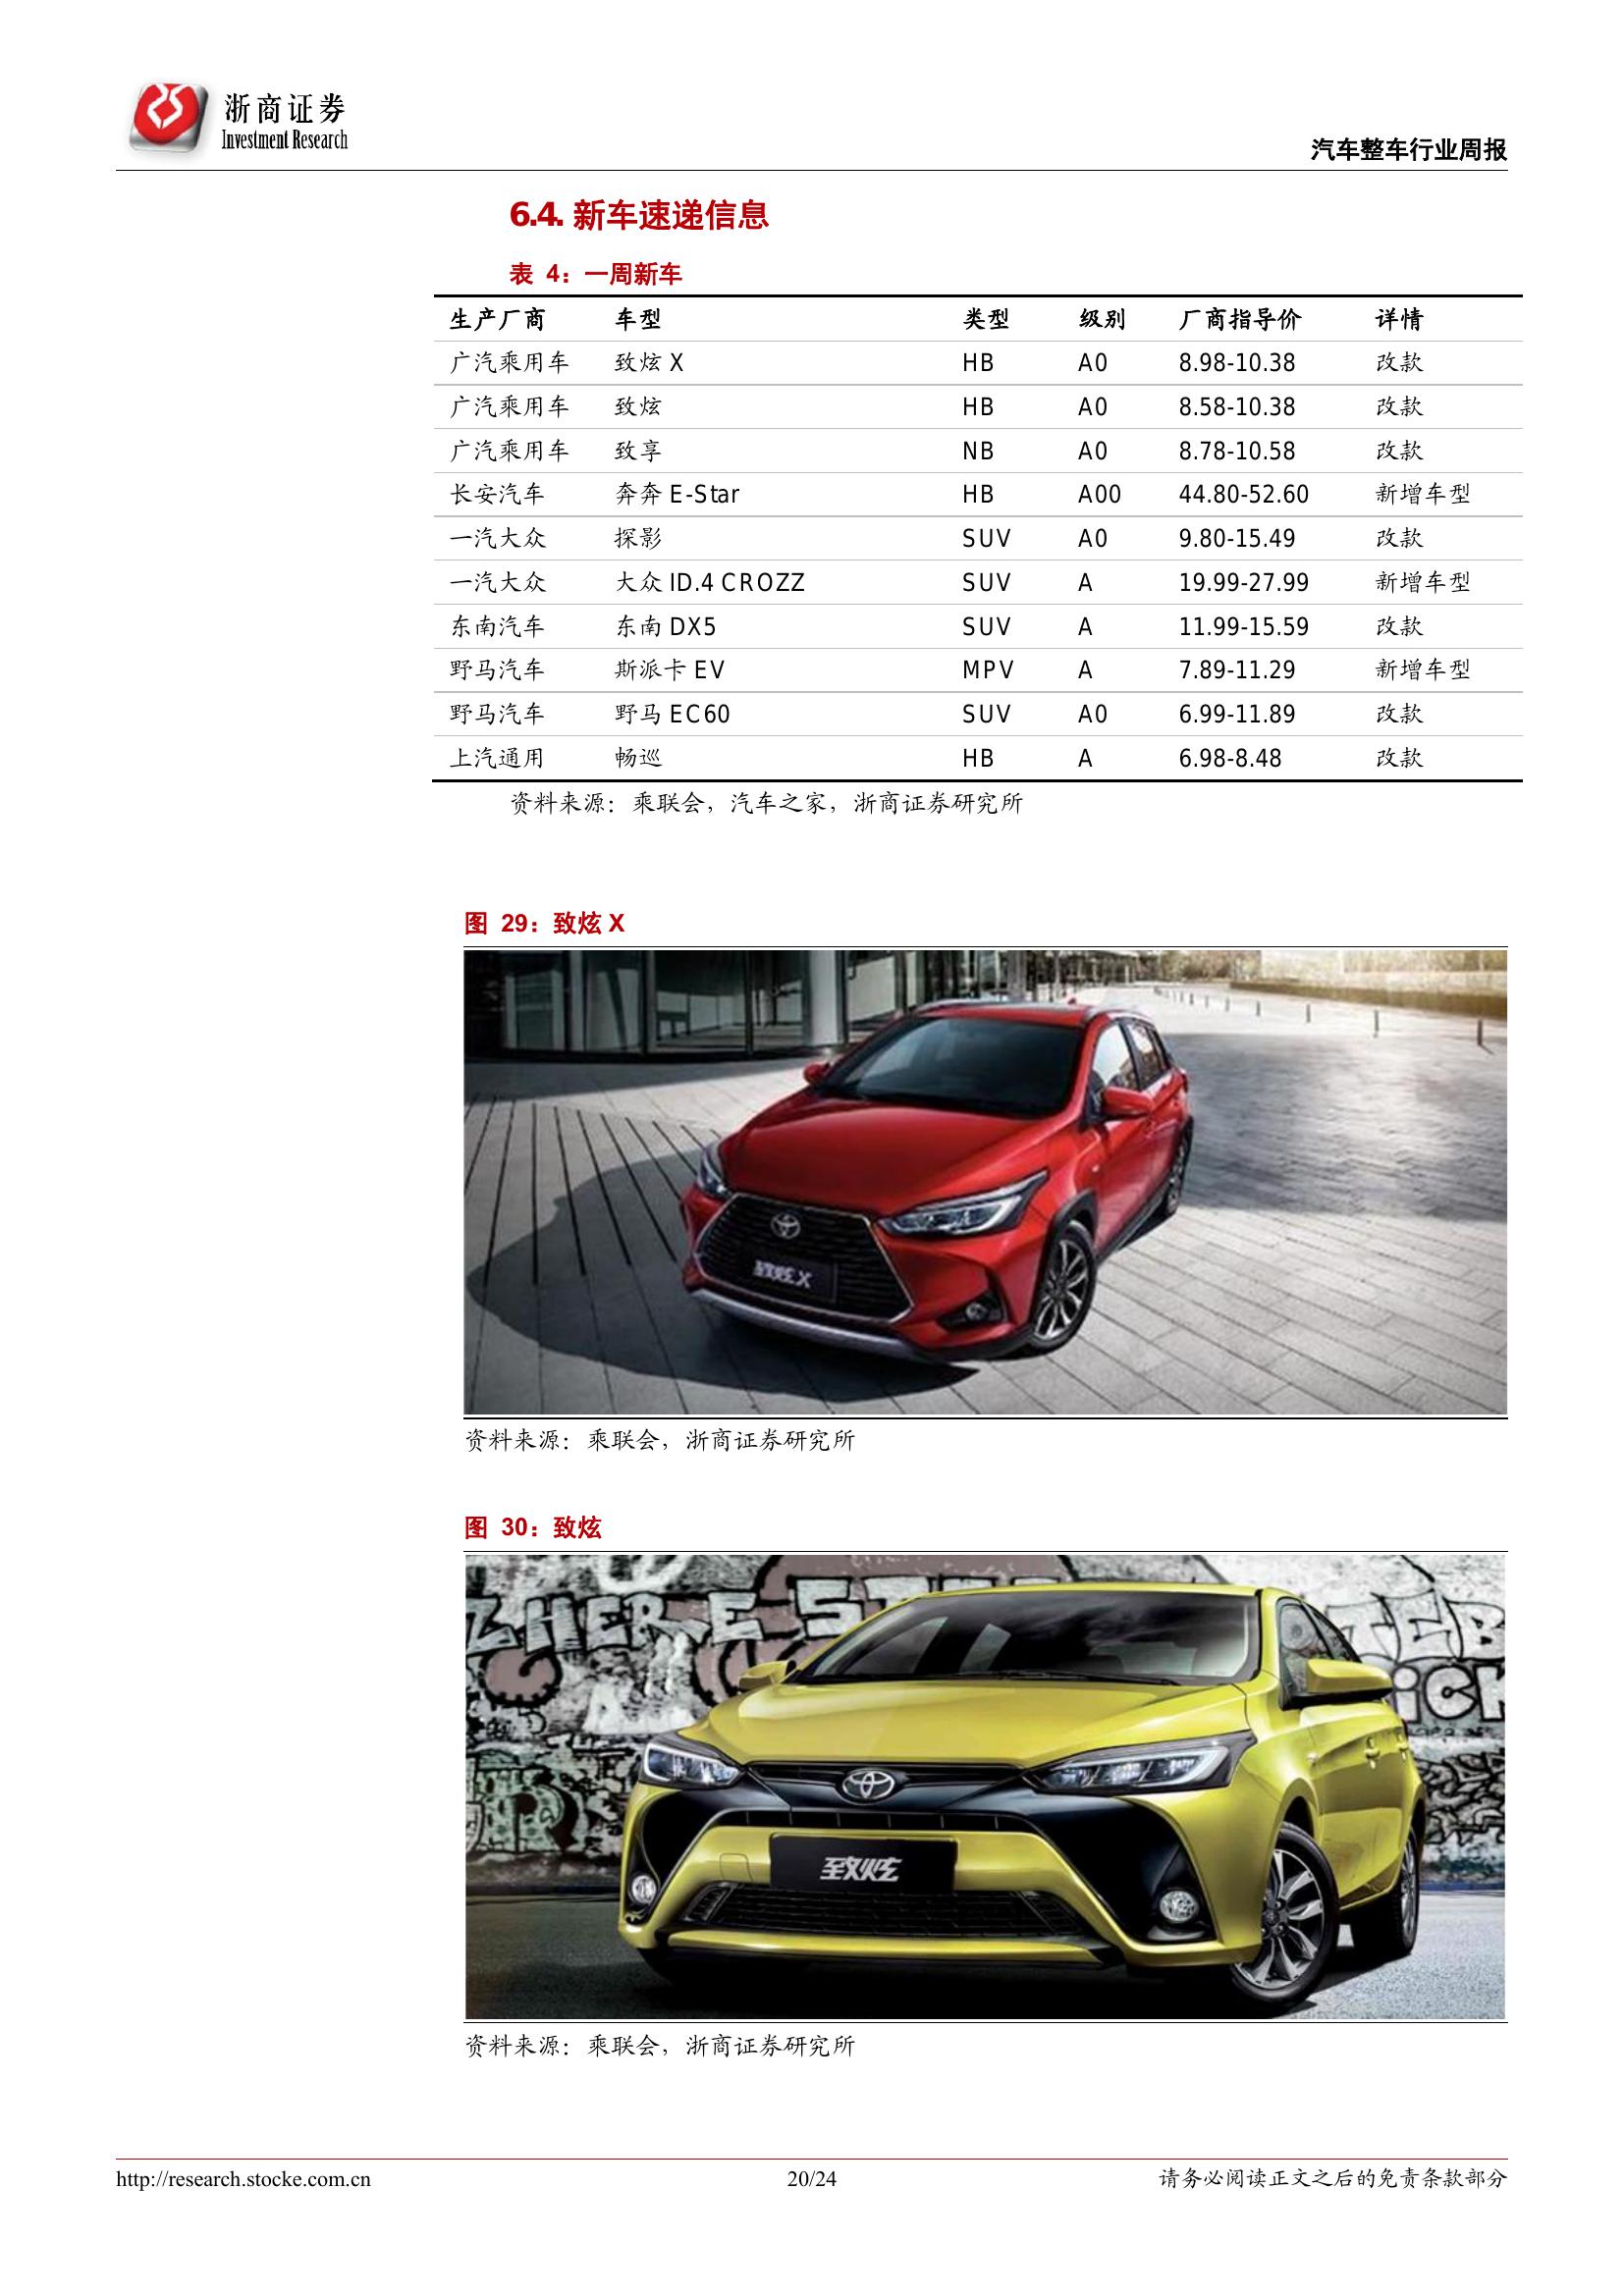 浙商证券
Investment Research
汽车整车行业周报
6.4. 新车速递信息
表 4：一周新车
生产厂商 车型 类型 级别 厂商指导价 详情
广汽乘用车 致炫 X HB A0 8.98-10.38 改款
广汽乘用车 致炫 HB A0 8.58-10.38 改款
广汽乘用车 致享 NB A0 8.78-10.58 改款
长安汽车 奔奔 E-Star HB A00 44.80-52.60 新增车型
一汽大众 探影 SUV A0 9.80-15.49 改款
一汽大众 大众 ID.4 CROZZ SUV A 19.99-27.99 新增车型
东南汽车 东南 DX5 SUV A 11.99-15.59 改款
野马汽车 斯派卡 EV MPV A 7.89-11.29 新增车型
野马汽车 野马 EC60 SUV A0 6.99-11.89 改款
上汽通用 畅巡 HB A 6.98-8.48 改款
资料来源：乘联会，汽车之家，浙商证券研究所
图 29：致炫 X
致炫 X
资料来源：乘联会，浙商证券研究所
图 30：致炫
致炫
资料来源：乘联会，浙商证券研究所
http://research.stocke.com.cn 20/24 请务必阅读正文之后的免责条款部分